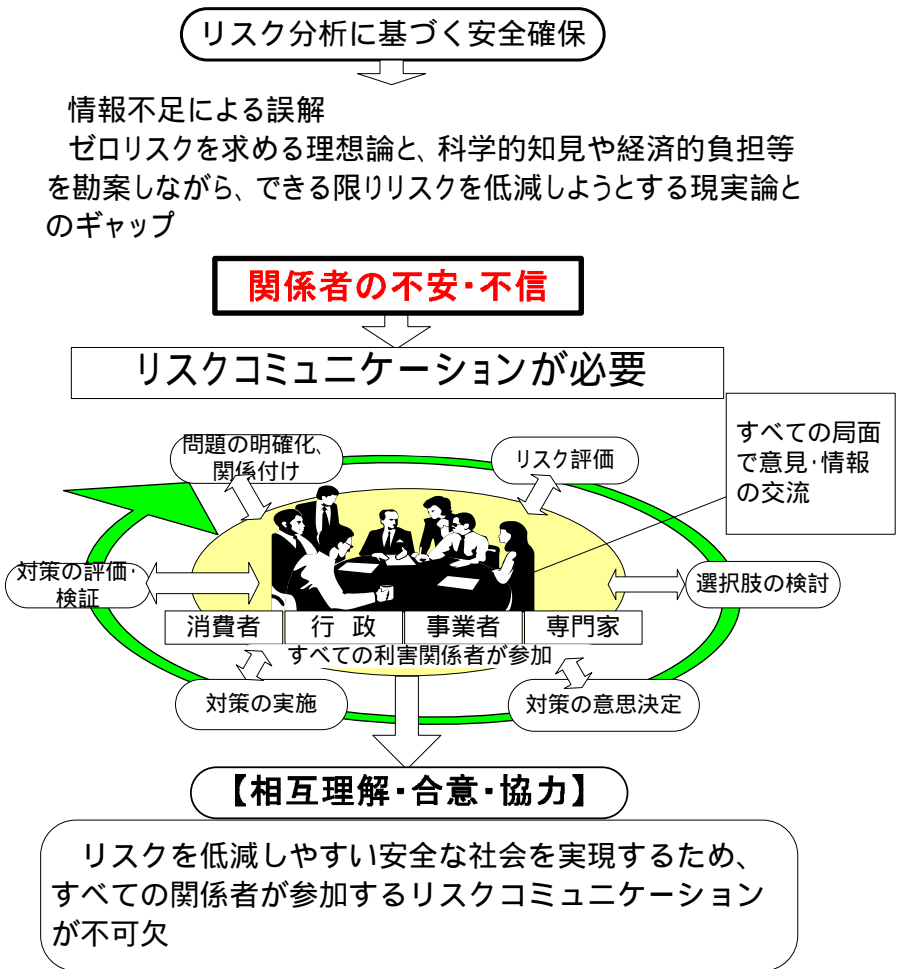 リスク分析に基づく安全確保
情報不足による誤解
ゼロリスクを求める理想論と、科学的知見や経済的負担等
を勘案しながら、できる限りリスクを低減しようとする現実論と
のギャップ
関係者の不安・不信
リスクコミュニケーションが必要
すべての局面
で意見・情報
の交流
問題の明確化、
関係付け
リスク評価
対策の評価・
検証
選択肢の検討
消費者 行 政 事業者 専門家
すべての利害関係者が参加
対策の実施
対策の意思決定
【相互理解・合意・協力】
リスクを低減しやすい安全な社会を実現するため、
すべての関係者が参加するリスクコミュニケーション
が不可欠